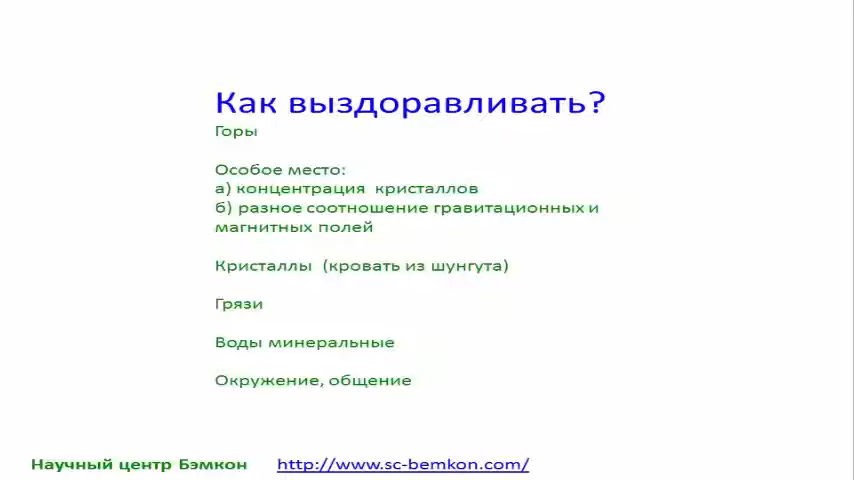 Как выздоравливать?
Горы
Особое место:
а) концентрация кристаллов
б) разное соотношение гравитационных и
магнитных полей
Кристаллы (кровать из шунгута)
Грязи
Воды минеральные
Окружение, общение
Научный центр Бэмкон http://www.sc-bemkon.com/